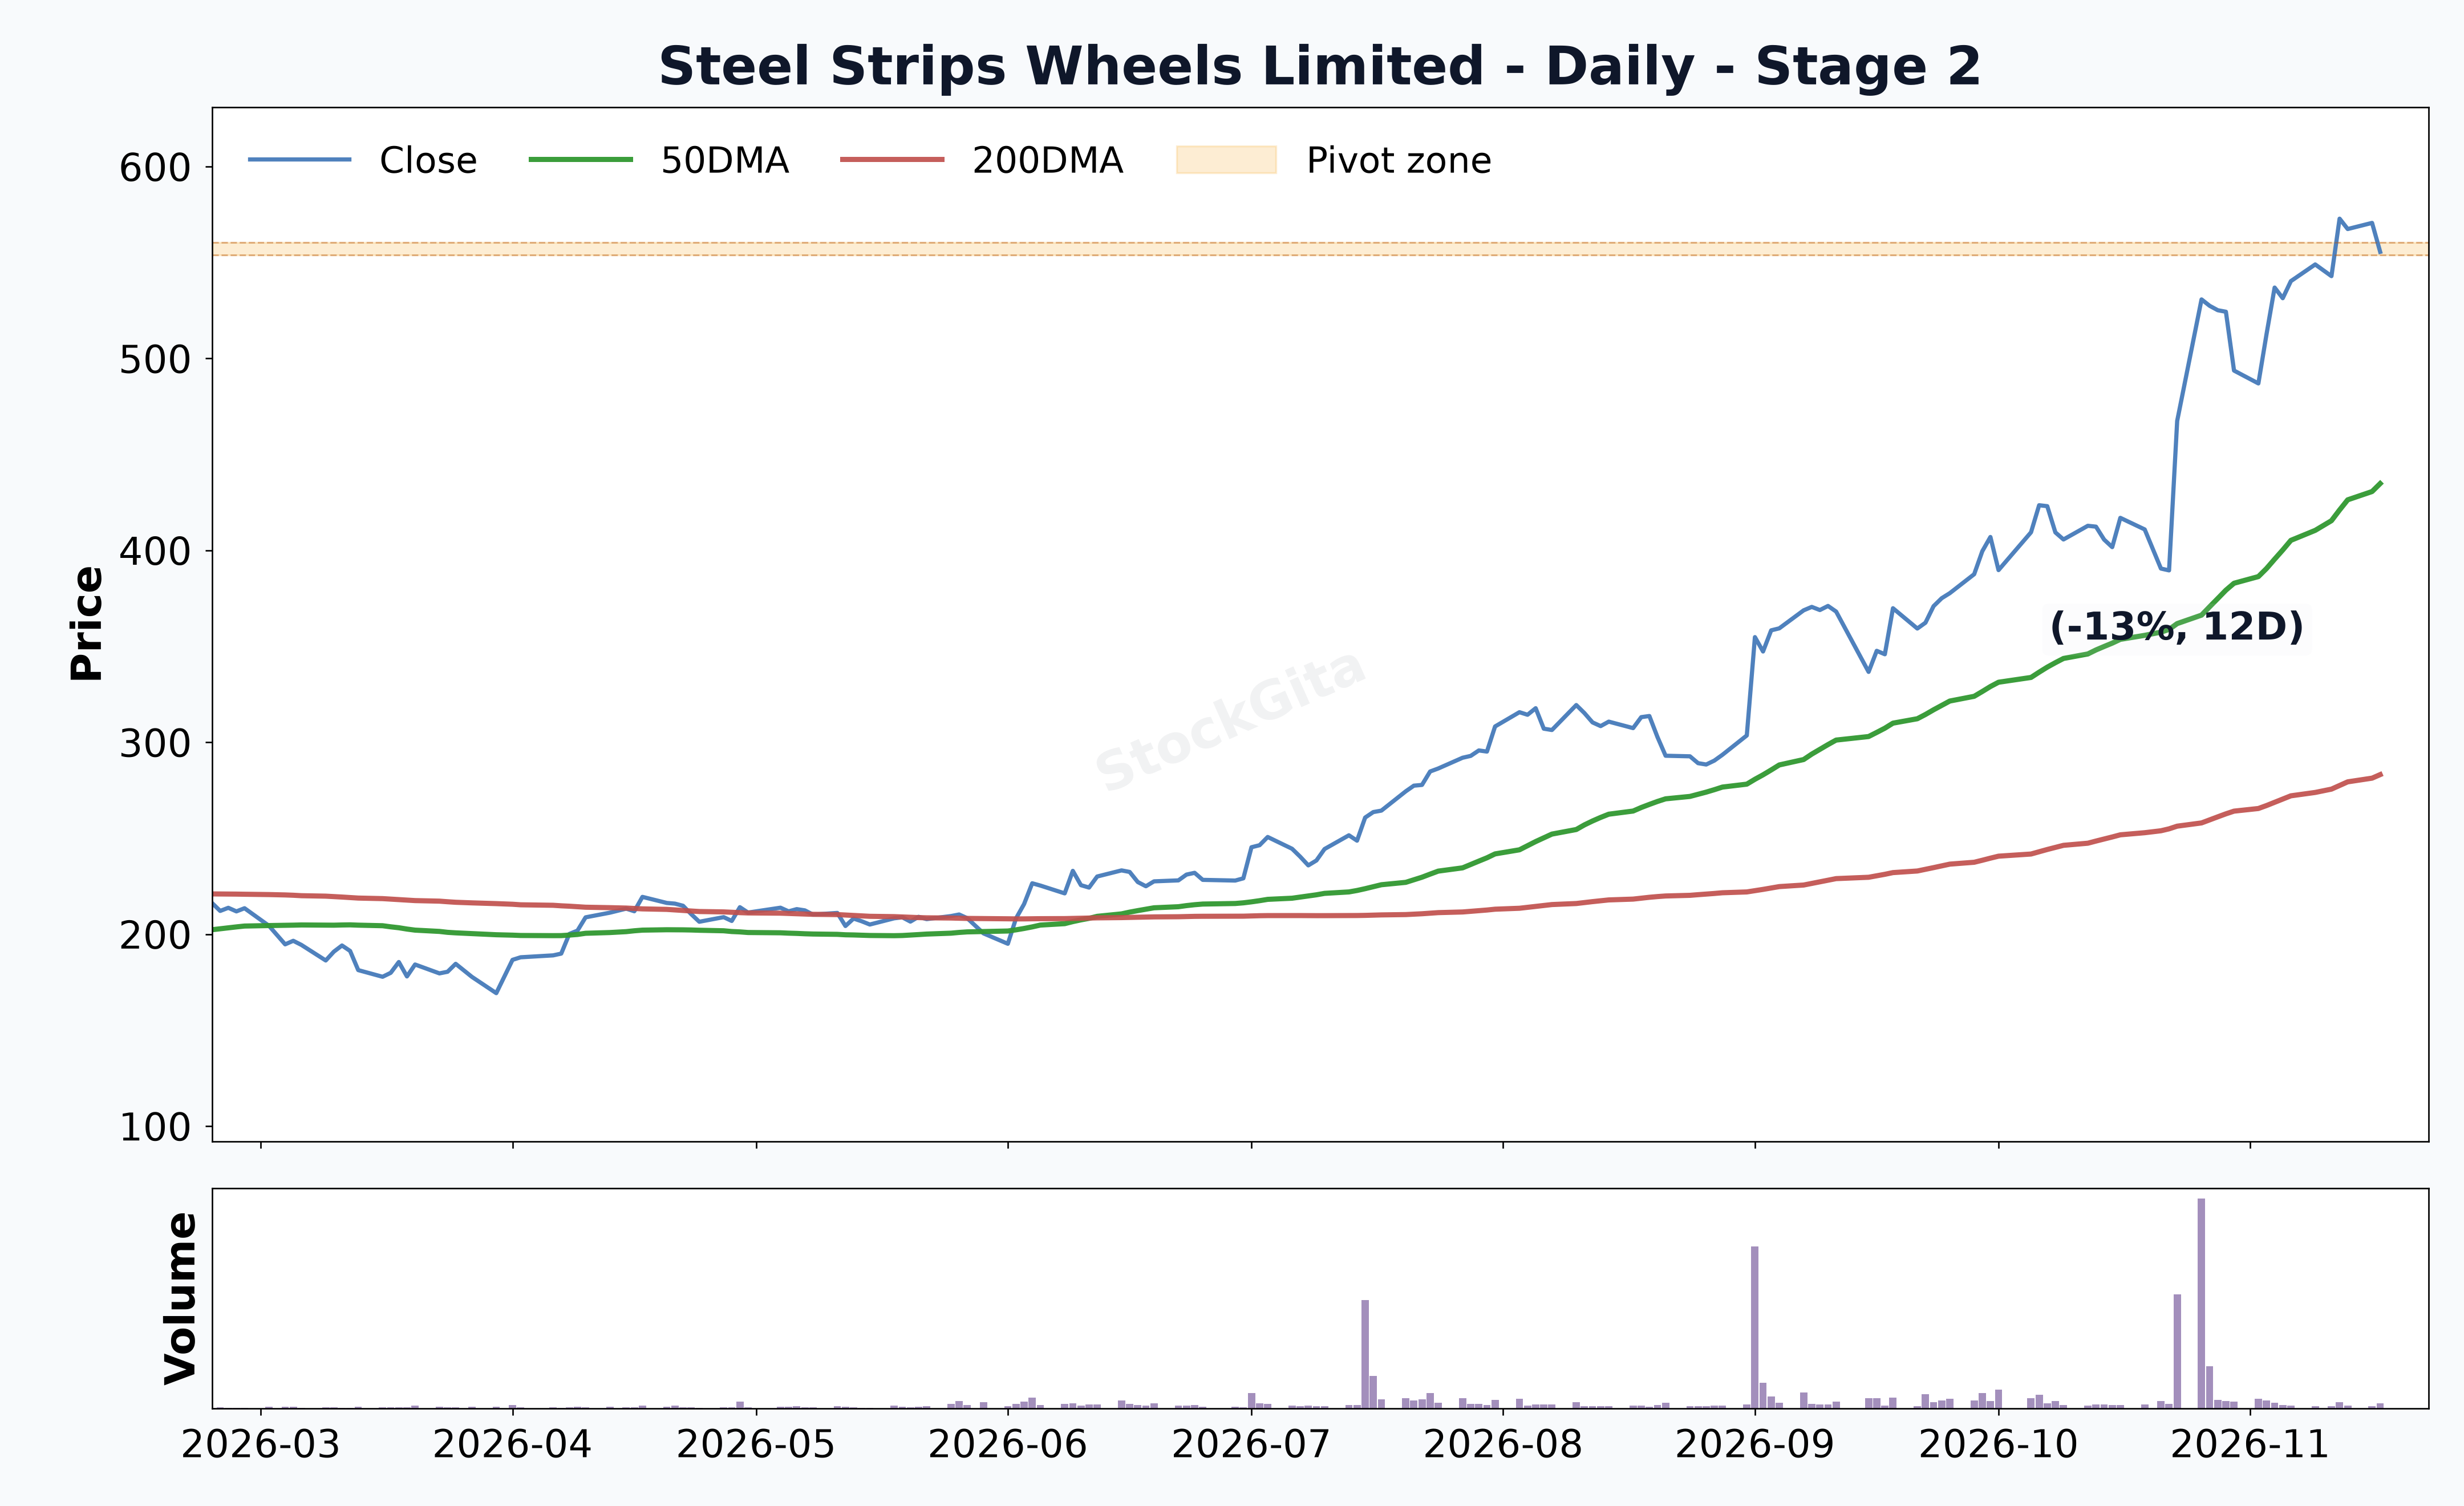 Steel Strips Wheels Limited - Daily - Stage 2
Close 50DMA 200DMA Pivot zone
600
500
400
300
200
100
Price
(-13%, 12D)
StockGita
Volume
2026-03 2026-04 2026-05 2026-06 2026-07 2026-08 2026-09 2026-10 2026-11